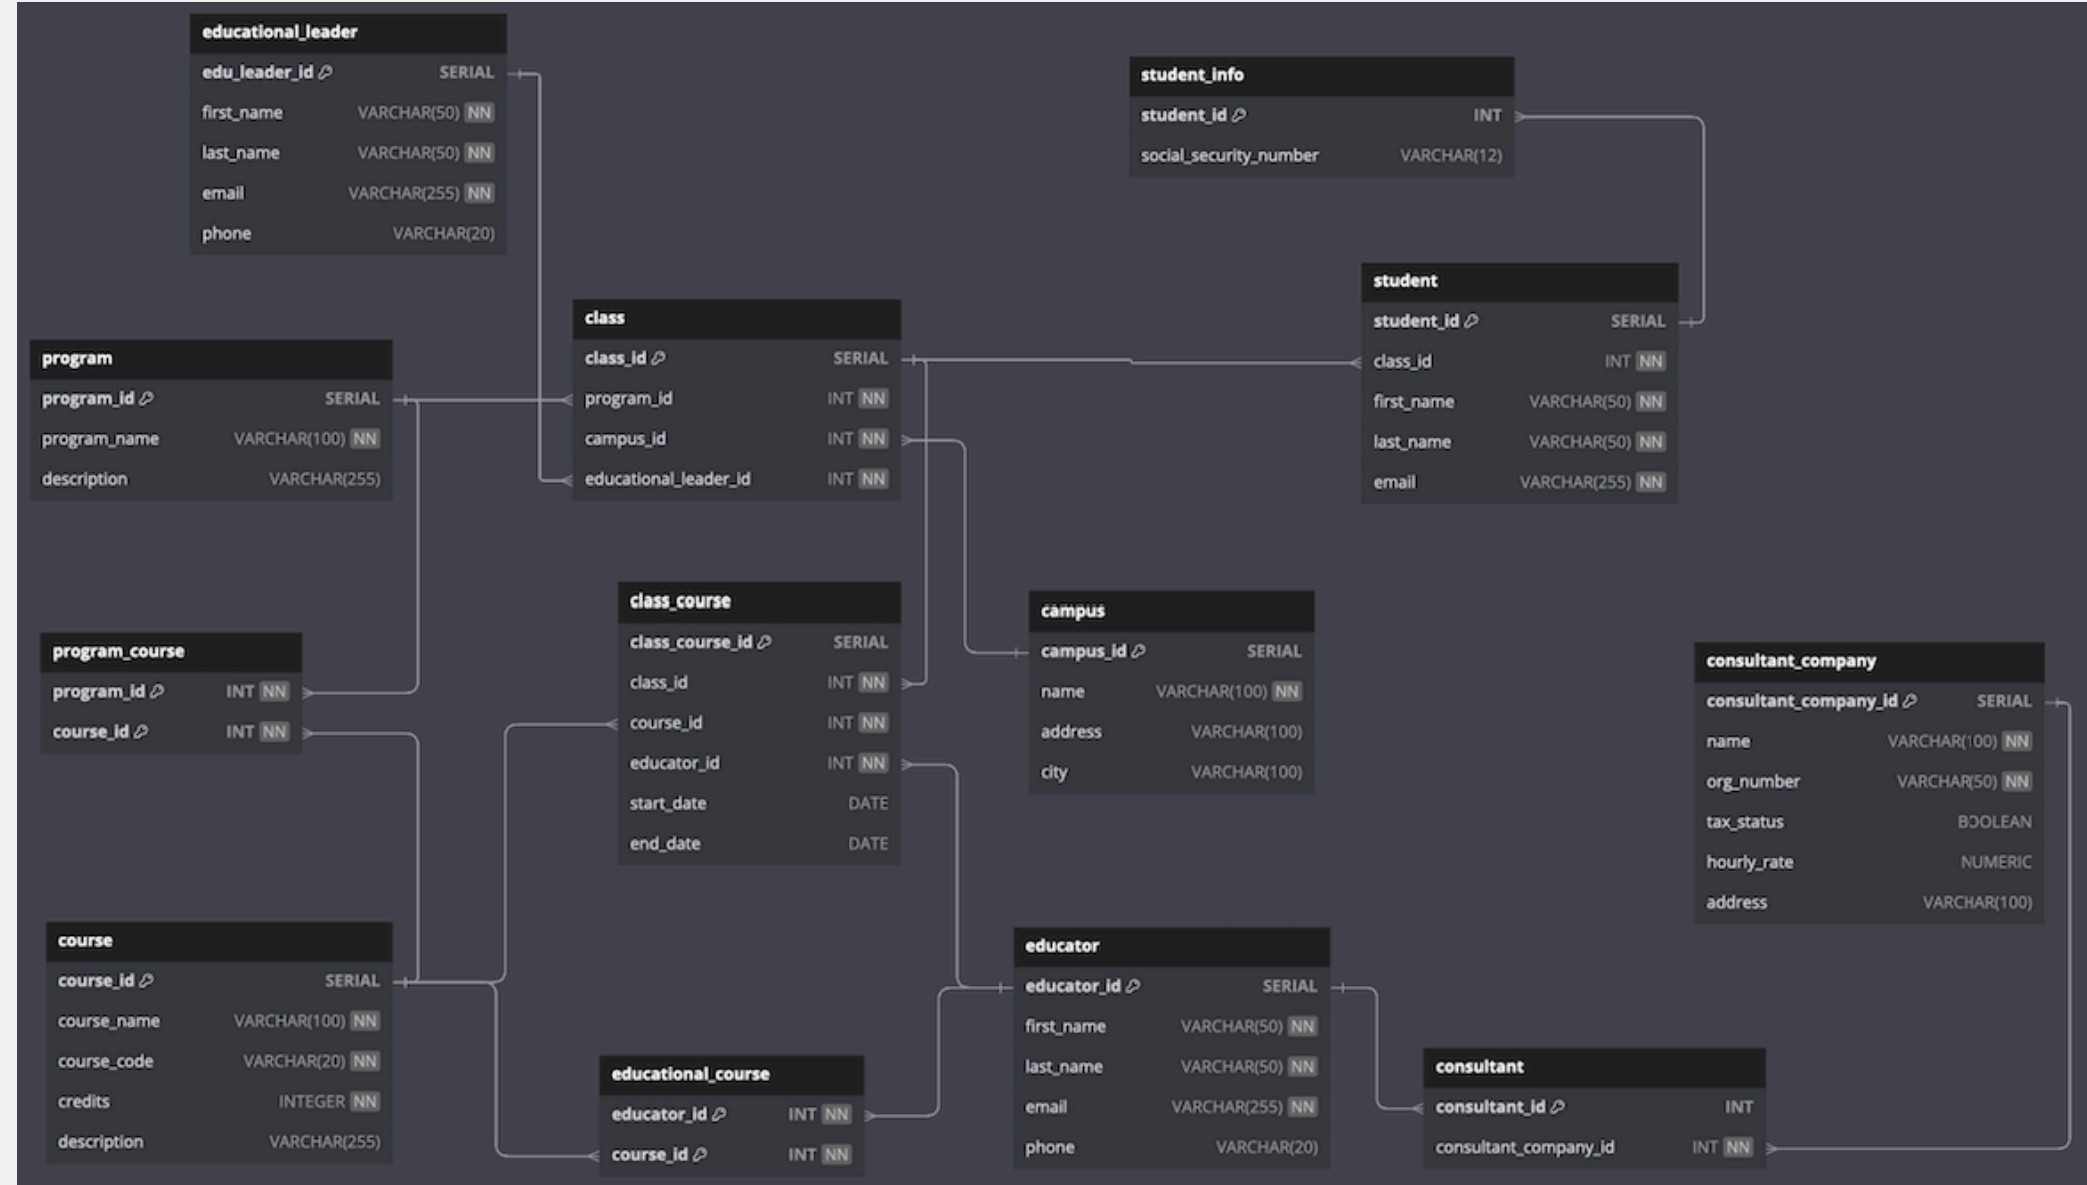 educational_leader
edu_leader_id SERIAL
first_name VARCHAR(50) NN
last_name VARCHAR(50) NN
email VARCHAR(255) NN
phone VARCHAR(20)
student_info
student_id INT
social_security_number VARCHAR(12)
student
student_id SERIAL
class_id INT NN
first_name VARCHAR(50) NN
last_name VARCHAR(50) NN
email VARCHAR(255) NN
class
class_id SERIAL
program_id INT NN
campus_id INT NN
educational_leader_id INT NN
program
program_id SERIAL
program_name VARCHAR(100) NN
description VARCHAR(255)
class_course
class_course_id SERIAL
class_id INT NN
course_id INT NN
educator_id INT NN
start_date DATE
end_date DATE
campus
campus_id SERIAL
name VARCHAR(100) NN
address VARCHAR(100)
city VARCHAR(100)
program_course
program_id INT NN
course_id INT NN
consultant_company
consultant_company_id SERIAL
name VARCHAR(100) NN
org_number VARCHAR(50) NN
tax_status BOOLEAN
hourly_rate NUMERIC
address VARCHAR(100)
course
course_id SERIAL
course_name VARCHAR(100) NN
course_code VARCHAR(20) NN
credits INTEGER NN
description VARCHAR(255)
educator
educator_id SERIAL
first_name VARCHAR(50) NN
last_name VARCHAR(50) NN
email VARCHAR(255) NN
phone VARCHAR(20)
educational_course
educator_id INT NN
course_id INT NN
consultant
consultant_id INT
consultant_company_id INT NN